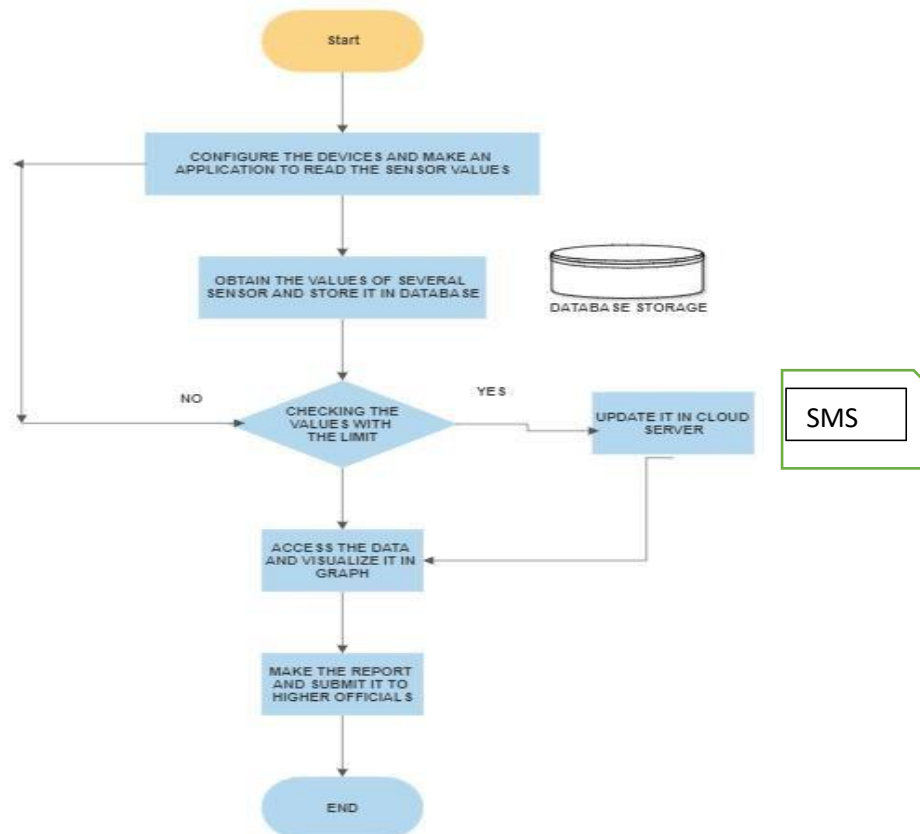 Start
CONFIGURE THE DEVICES AND MAKE AN
APPLICATION TO READ THE SENSOR VALUES
OBTAIN THE VALUES OF SEVERAL
SENSOR AND STORE IT IN DATABASE
DATABASE STORAGE
NO
YES
CHECKING THE
VALUES WITH
THE LIMIT
UPDATE IT IN CLOUD
SERVER
SMS
ACCESS THE DATA
AND VISUALIZE IT IN
GRAPH
MAKE THE REPORT
AND SUBMIT IT TO
HIGHER OFFICIALS
END